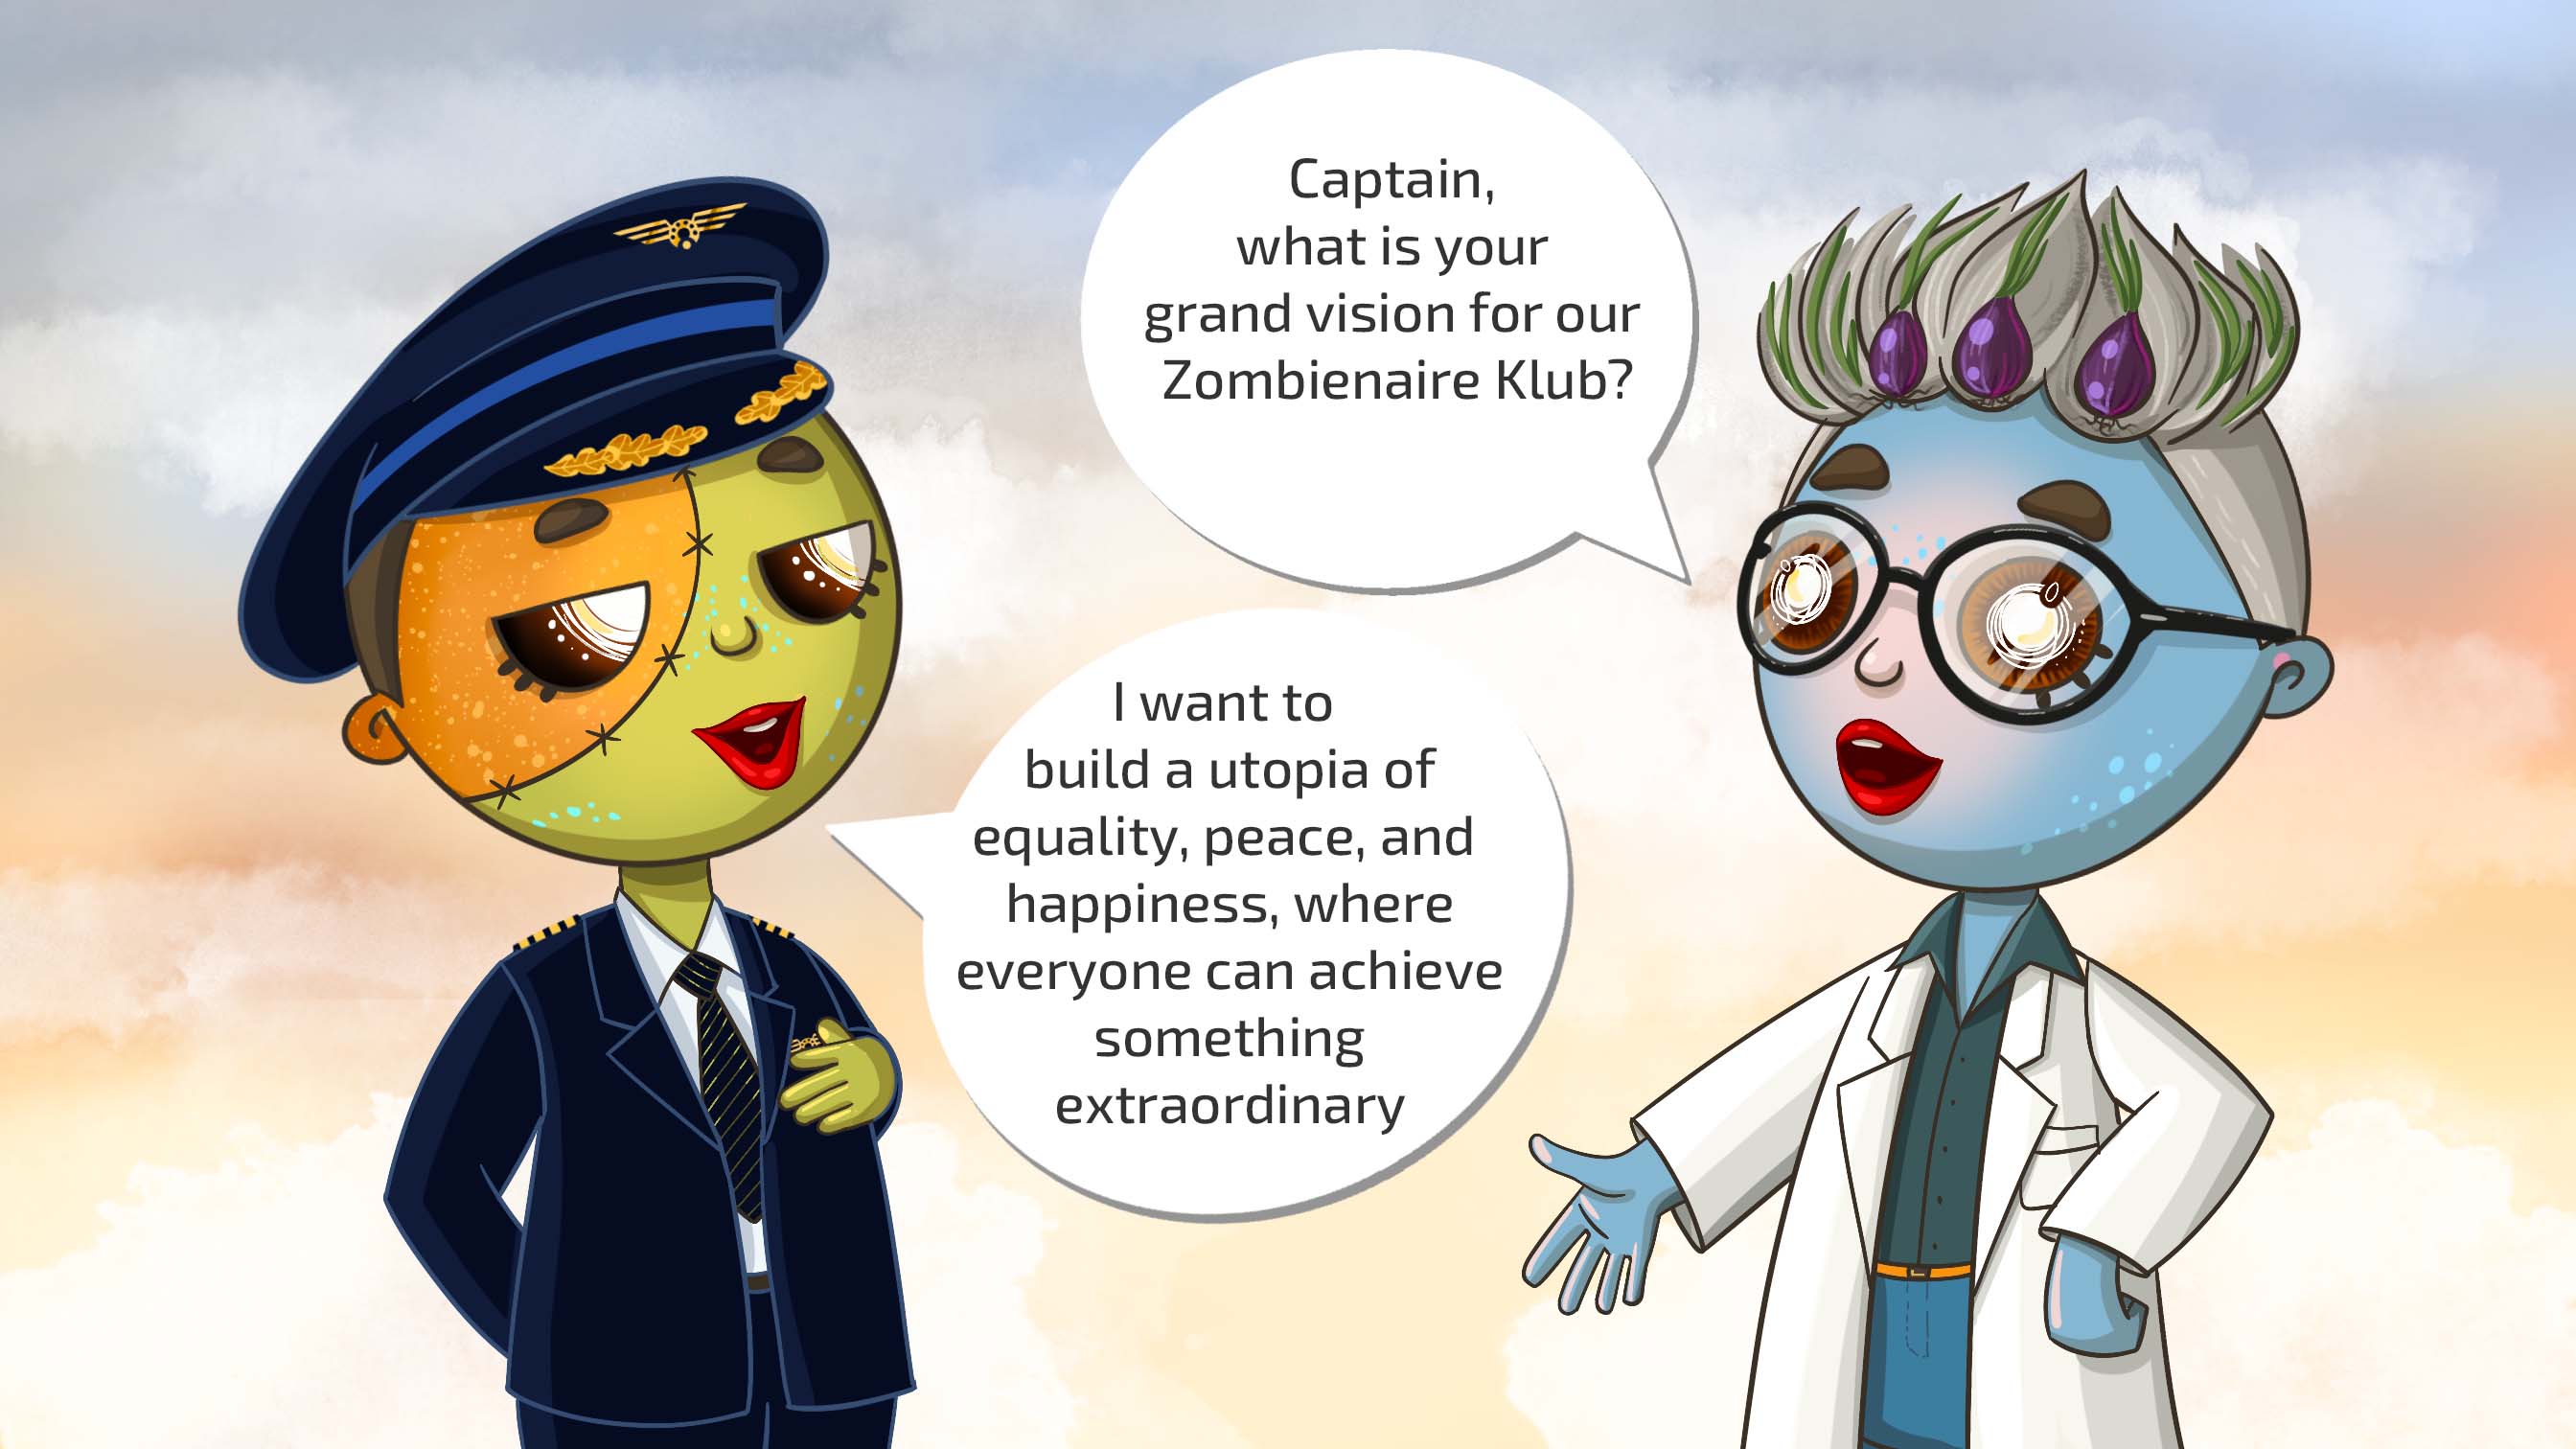 Captain,
what is your
grand vision for our
Zombienaire Klub?
I want to
build a utopia of
equality, peace, and
happiness, where
everyone can achieve
something
extraordinary